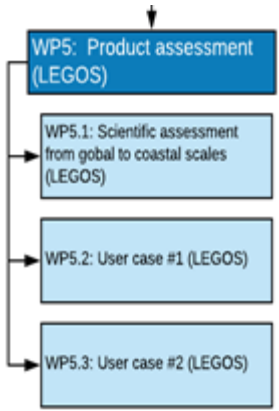 WP5:  Product assessment
(LEGOS)
WP5.1: Scientific assessment
from gobal to coastal scales
(LEGOS)
WP5.2: User case #1 (LEGOS)
WP5.3: User case #2 (LEGOS)